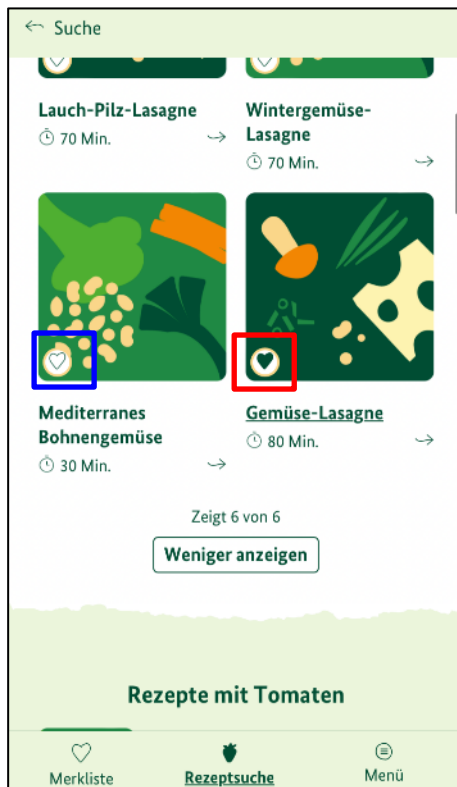 Suche
Lauch-Pilz-Lasagne
70 Min.
Wintergemüse-
Lasagne
70 Min.
Mediterranes
Bohnengemüse
30 Min.
Gemüse-Lasagne
80 Min.
Zeigt 6 von 6
Weniger anzeigen
Rezepte mit Tomaten
Merkliste
Rezeptsuche
Menü